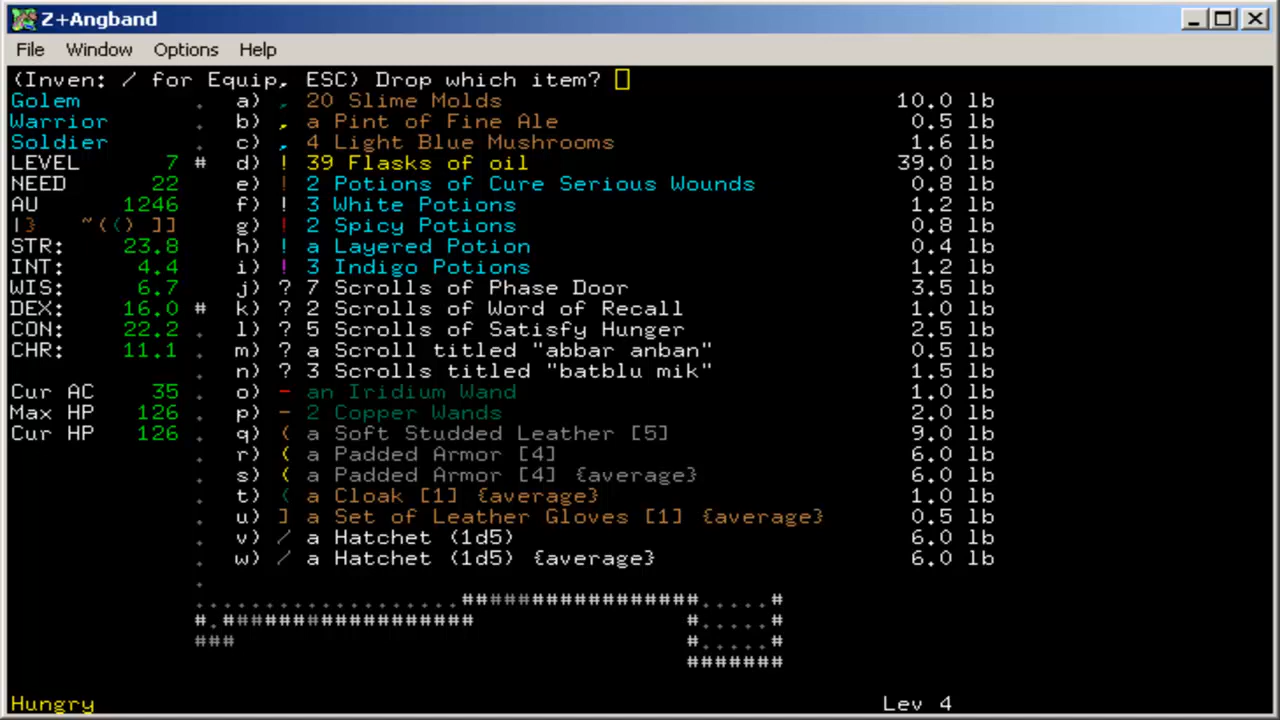 Z+Angband
File Window Options Help
(Inven: / for Equip, ESC) Drop which item?
Golem . a) , 20 Slime Molds 10.0 lb
Warrior . b) , a Pint of Fine Ale 0.5 lb
Soldier . c) , 4 Light Blue Mushrooms 1.6 lb
LEVEL 7 # d) ! 39 Flasks of oil 39.0 lb
NEED 22 e) ! 2 Potions of Cure Serious Wounds 0.8 lb
AU 1246 . f) ! 3 White Potions 1.2 lb
|} ~(() ]] . g) ! 2 Spicy Potions 0.8 lb
STR: 23.8 . h) ! a Layered Potion 0.4 lb
INT: 4.4 . i) ! 3 Indigo Potions 1.2 lb
WIS: 6.7 . j) ? 7 Scrolls of Phase Door 3.5 lb
DEX: 16.0 # k) ? 2 Scrolls of Word of Recall 1.0 lb
CON: 22.2 . l) ? 5 Scrolls of Satisfy Hunger 2.5 lb
CHR: 11.1 . m) ? a Scroll titled "abbar anban" 0.5 lb
. n) ? 3 Scrolls titled "batblu mik" 1.5 lb
Cur AC 35 . o) - an Iridium Wand 1.0 lb
Max HP 126 . p) - 2 Copper Wands 2.0 lb
Cur HP 126 . q) ( a Soft Studded Leather [5] 9.0 lb
. r) ( a Padded Armor [4] 6.0 lb
. s) ( a Padded Armor [4] {average} 6.0 lb
. t) ( a Cloak [1] {average} 1.0 lb
. u) ] a Set of Leather Gloves [1] {average} 0.5 lb
. v) / a Hatchet (1d5) 6.0 lb
. w) / a Hatchet (1d5) {average} 6.0 lb
.
.......................####################.....#
#.###################### #.....#
### #.....#
#######
Hungry Lev 4